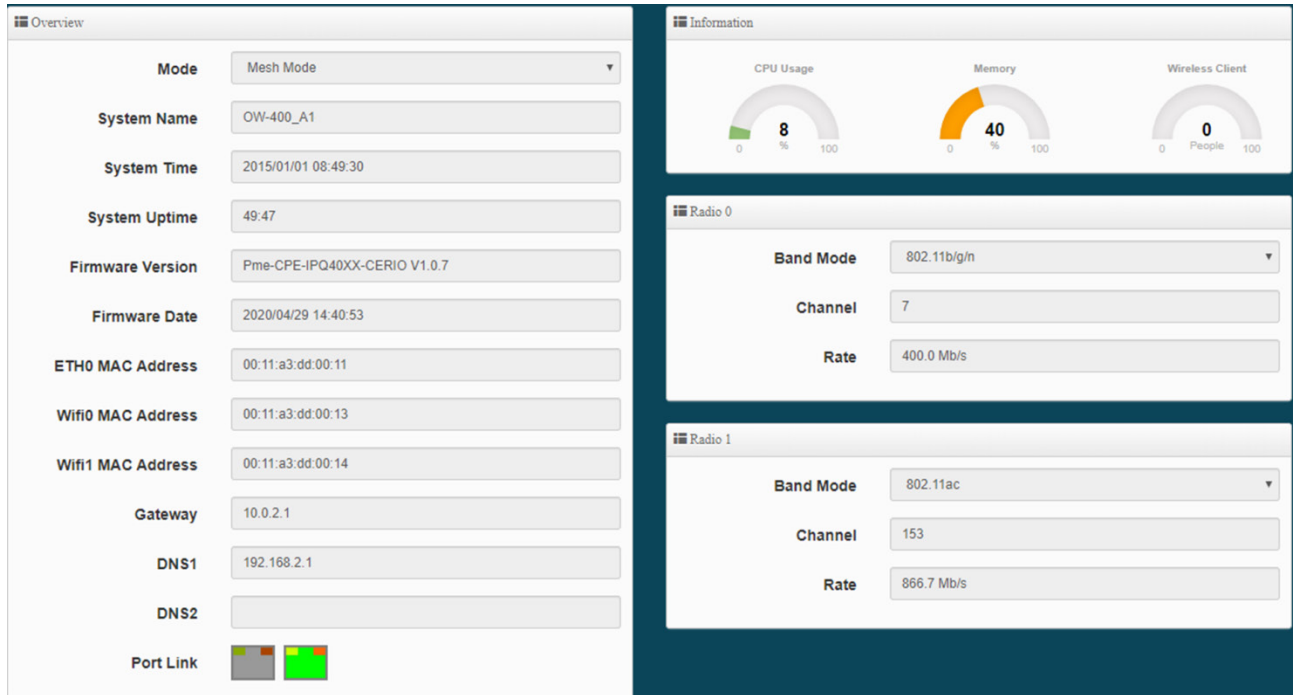 Overview
Mode Mesh Mode
System Name OW-400_A1
System Time 2015/01/01 08:49:30
System Uptime 49:47
Firmware Version Pme-CPE-IPQ40XX-CERIO V1.0.7
Firmware Date 2020/04/29 14:40:53
ETH0 MAC Address 00:11:a3:dd:00:11
Wifi0 MAC Address 00:11:a3:dd:00:13
Wifi1 MAC Address 00:11:a3:dd:00:14
Gateway 10.0.2.1
DNS1 192.168.2.1
DNS2
Port Link
Information
CPU Usage Memory Wireless Client
8 40 0
0 % 100 0 % 100 0 People 100
Radio 0
Band Mode 802.11b/g/n
Channel 7
Rate 400.0 Mb/s
Radio 1
Band Mode 802.11ac
Channel 153
Rate 866.7 Mb/s